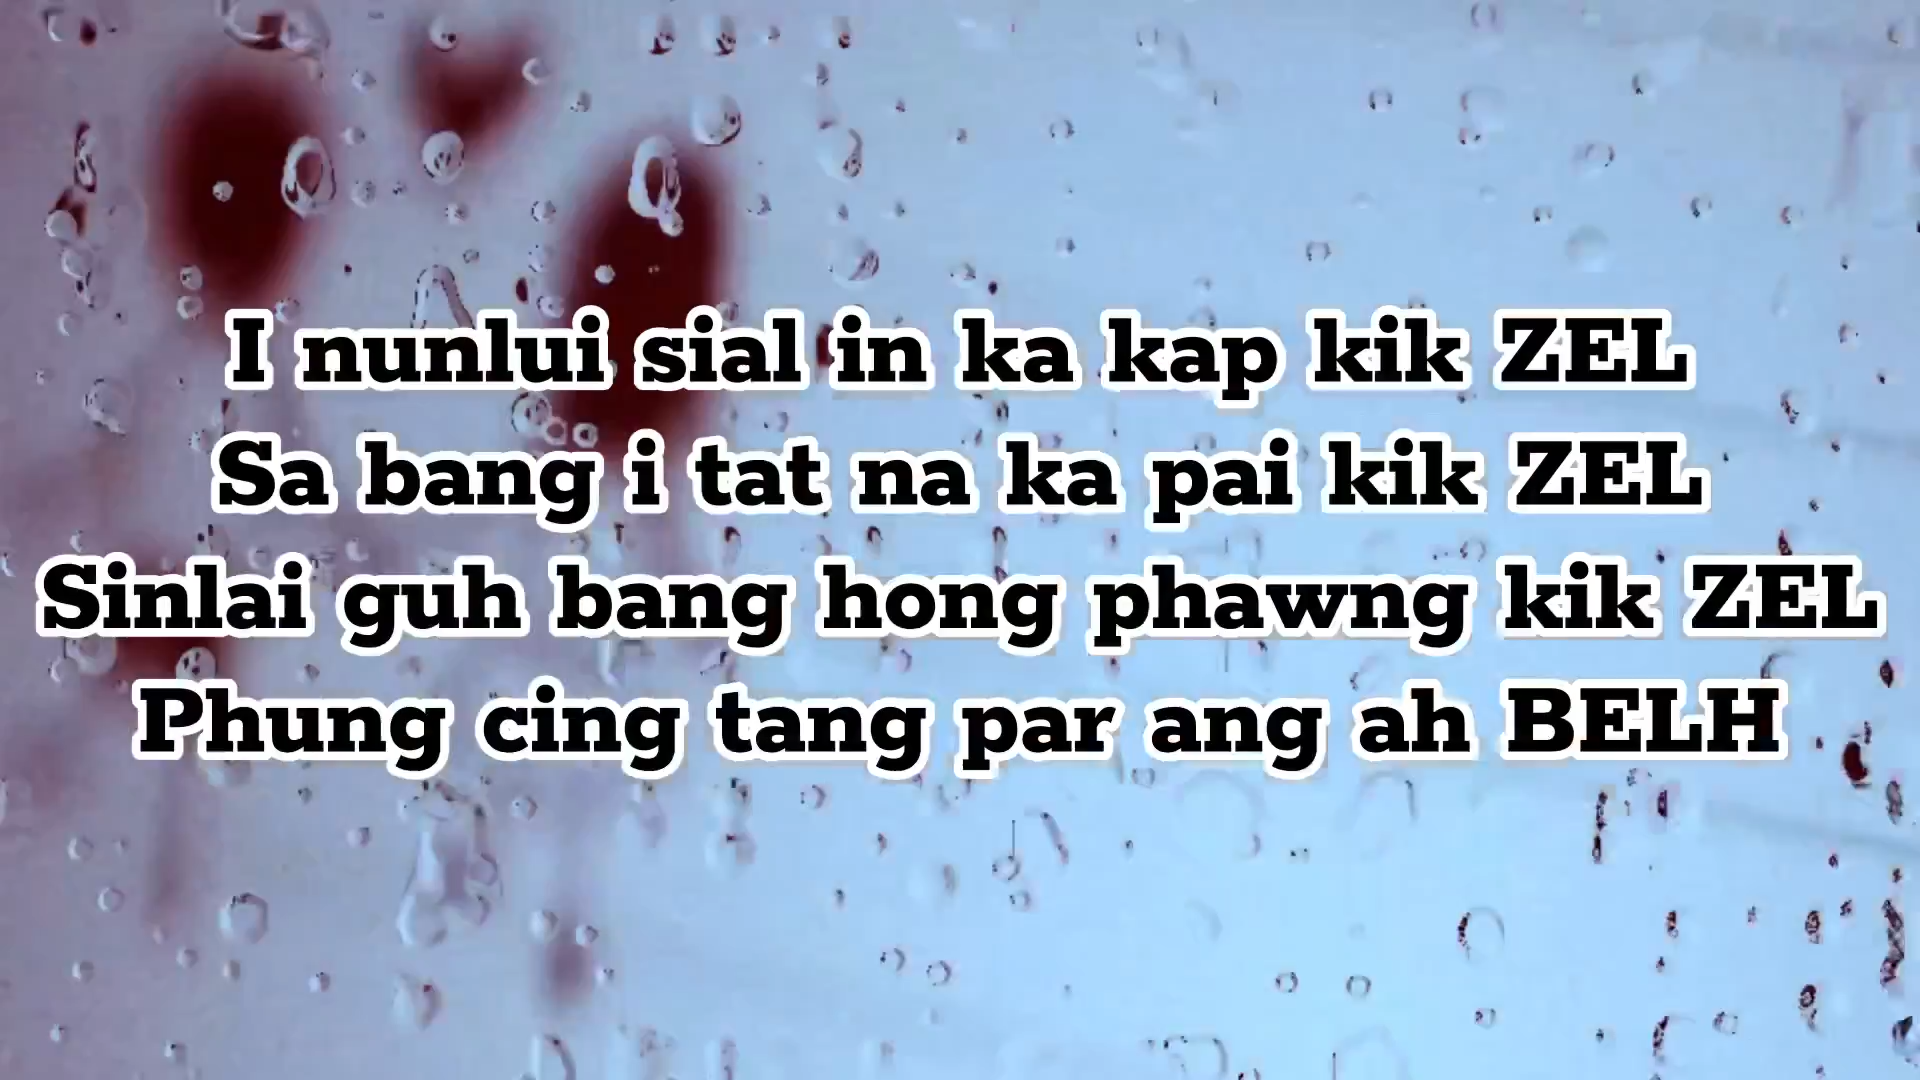 I nunlui sial in ka kap kik ZEL
Sa bang i tat na ka pai kik ZEL
Sinlai guh bang hong phawng kik ZEL
Phung cing tang par ang ah BELH